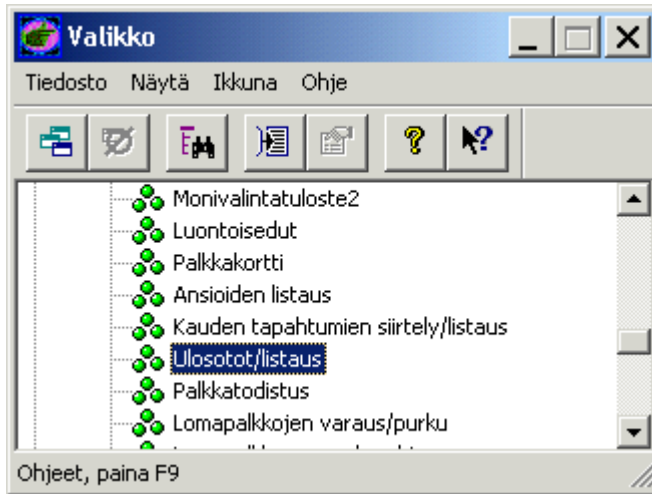 Valikko
Tiedosto Näytä Ikkuna Ohje
Monivalintatuloste2
Luontoisedut
Palkkakortti
Ansioiden listaus
Kauden tapahtumien siirtely/listaus
Ulosotot/listaus
Palkkatodistus
Lomapalkkojen varaus/purku
Ohjeet, paina F9